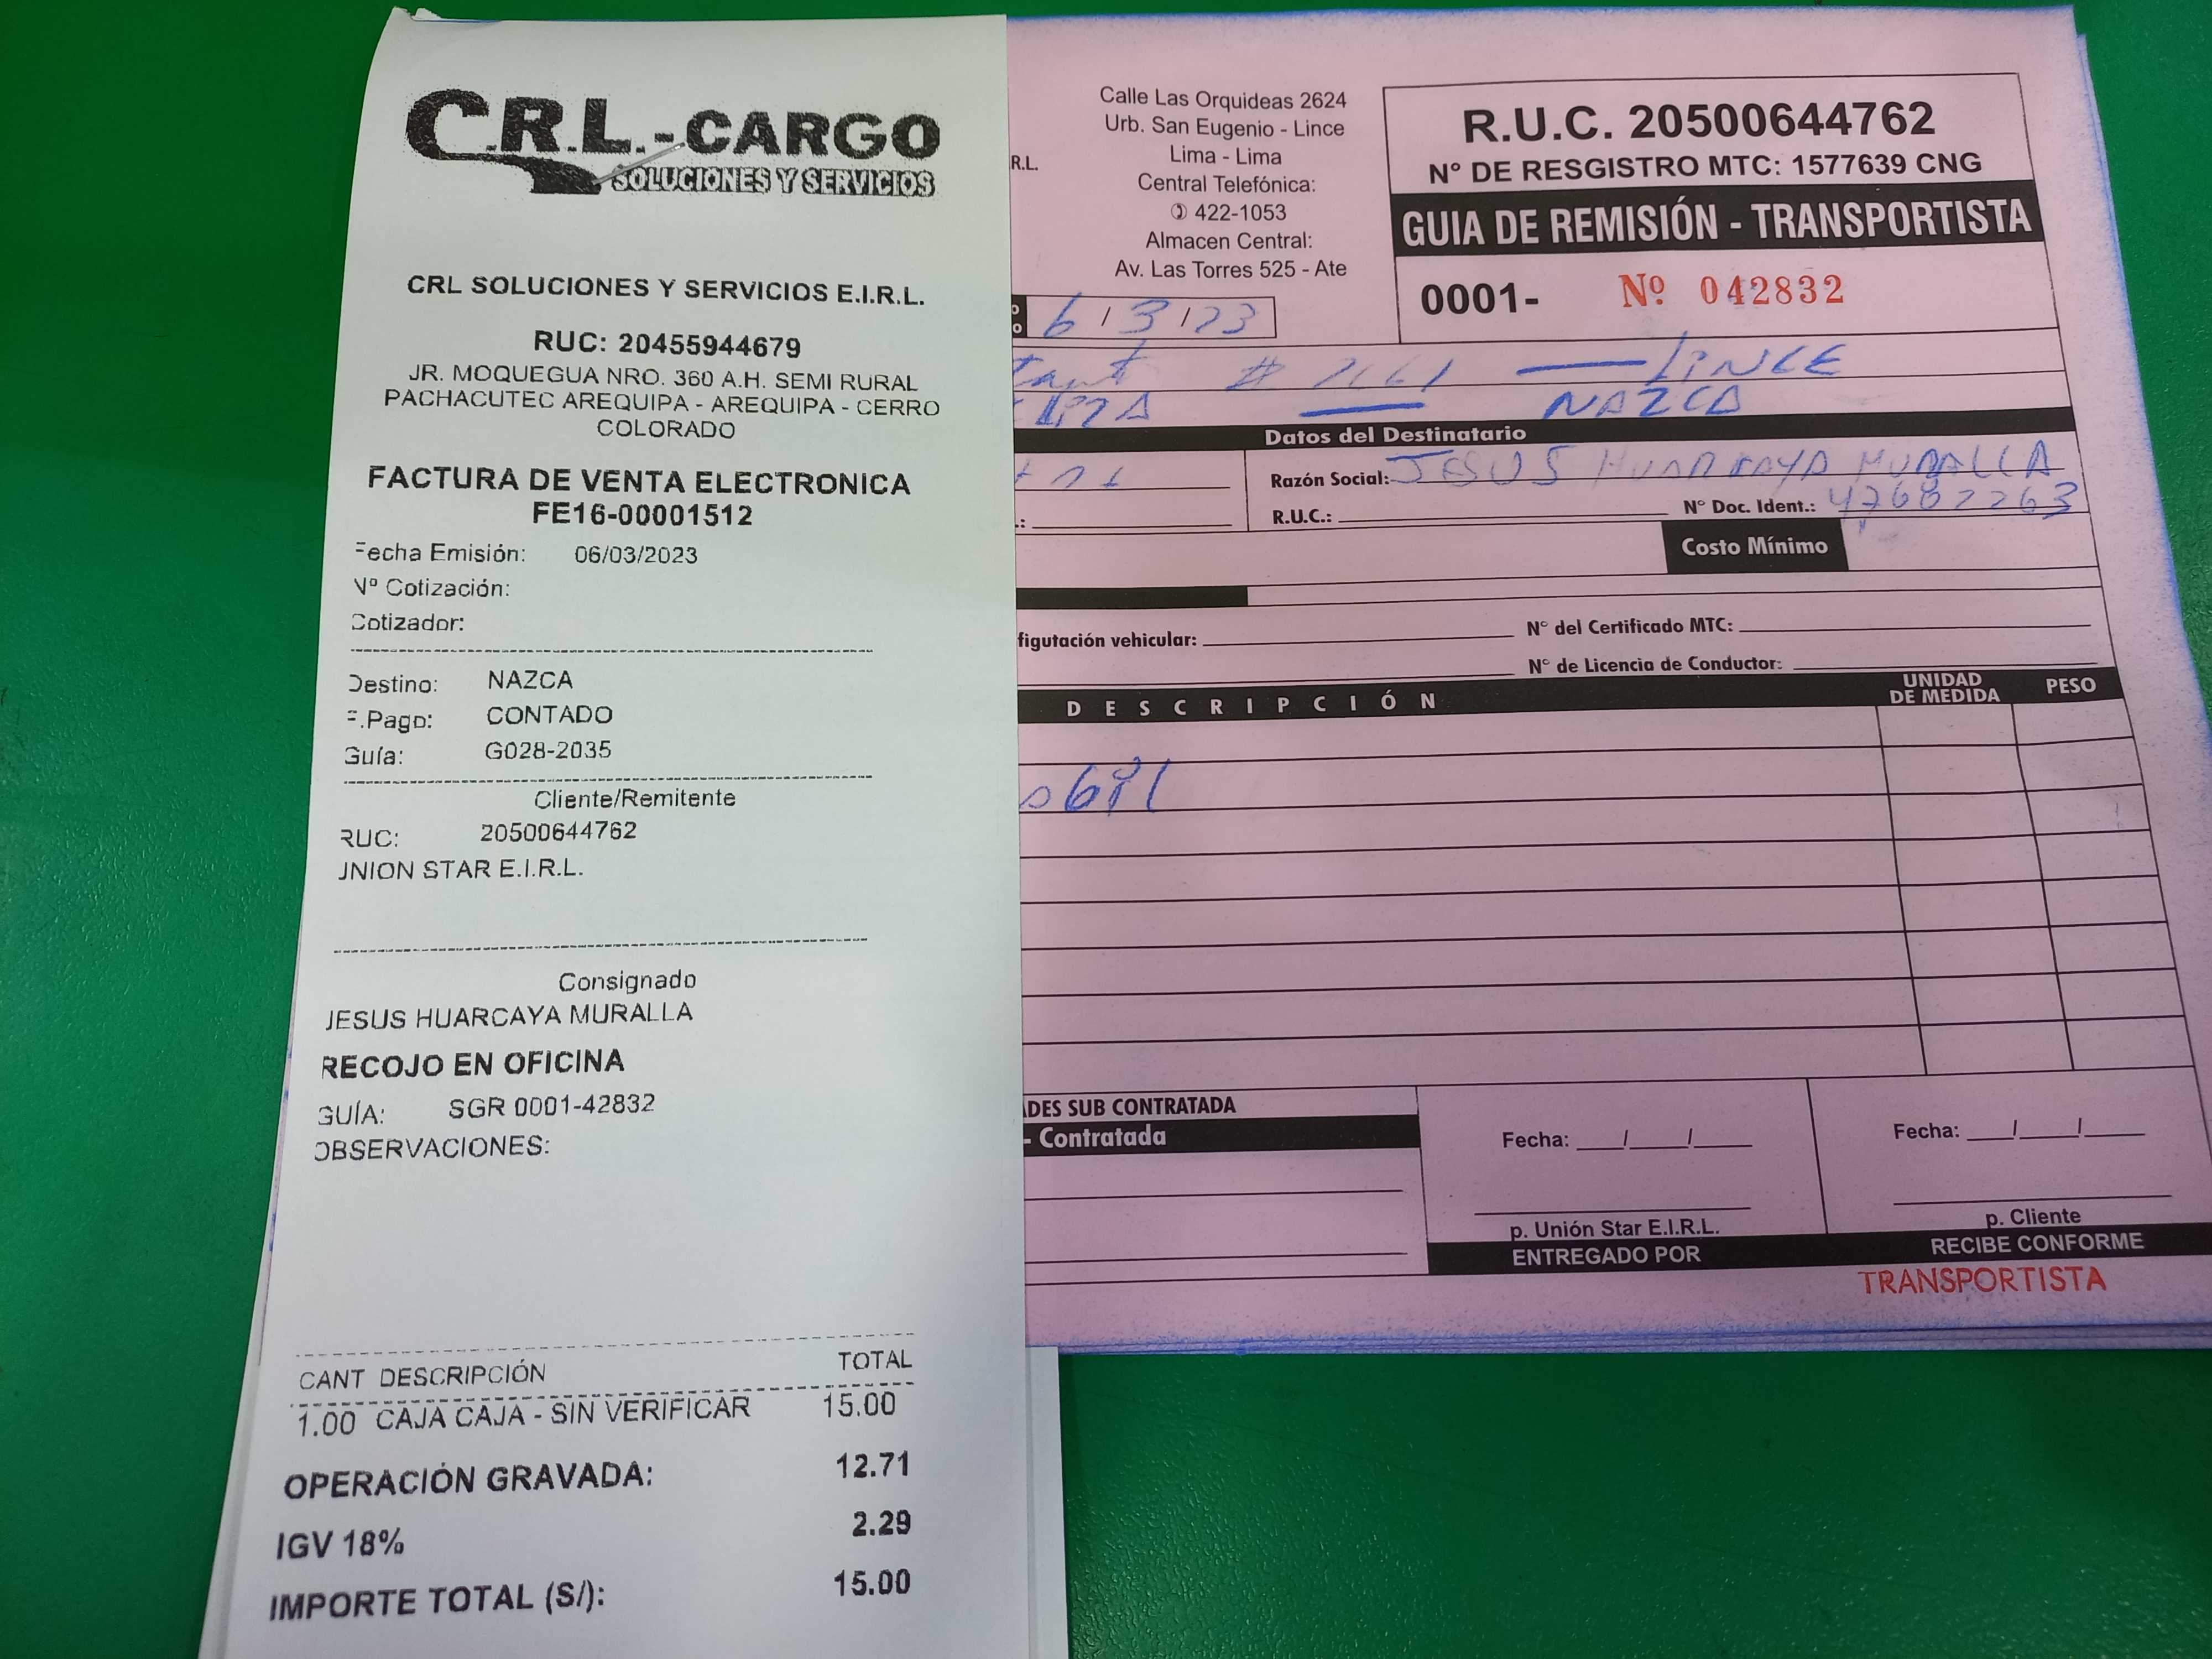 C.R.L.-CARGO
SOLUCIONES Y SERVICIOS
CRL SOLUCIONES Y SERVICIOS E.I.R.L.
RUC: 20455944679
JR. MOQUEGUA NRO. 360 A.H. SEMI RURAL
PACHACUTEC AREQUIPA - AREQUIPA - CERRO
COLORADO
FACTURA DE VENTA ELECTRONICA
FE16-00001512
Fecha Emisión: 06/03/2023
Nº Cotización:
Cotizador:
Destino: NAZCA
F.Pago: CONTADO
Guía: G028-2035
Cliente/Remitente
RUC: 20500644762
UNION STAR E.I.R.L.
Consignado
JESUS HUARCAYA MURALLA
RECOJO EN OFICINA
GUÍA: SGR 0001-42832
OBSERVACIONES:
CANT DESCRIPCIÓN TOTAL
1.00 CAJA CAJA - SIN VERIFICAR 15.00
OPERACIÓN GRAVADA: 12.71
IGV 18% 2.29
IMPORTE TOTAL (S/): 15.00
R.L.
Calle Las Orquideas 2624
Urb. San Eugenio - Lince
Lima - Lima
Central Telefónica:
422-1053
Almacen Central:
Av. Las Torres 525 - Ate
R.U.C. 20500644762
N° DE RESGISTRO MTC: 1577639 CNG
GUIA DE REMISIÓN - TRANSPORTISTA
0001- Nº 042832
6/3/23
LINCE
NAZCA
Datos del Destinatario
Razón Social: JESUS HUARCAYA MURALLA
R.U.C.: N° Doc. Ident.: 47682263
Costo Mínimo
figutación vehicular: N° del Certificado MTC:
N° de Licencia de Conductor:
DESCRIPCIÓN UNIDAD DE MEDIDA PESO
ADES SUB CONTRATADA
- Contratada
Fecha: / / Fecha: / /
p. Unión Star E.I.R.L. p. Cliente
ENTREGADO POR RECIBE CONFORME
TRANSPORTISTA